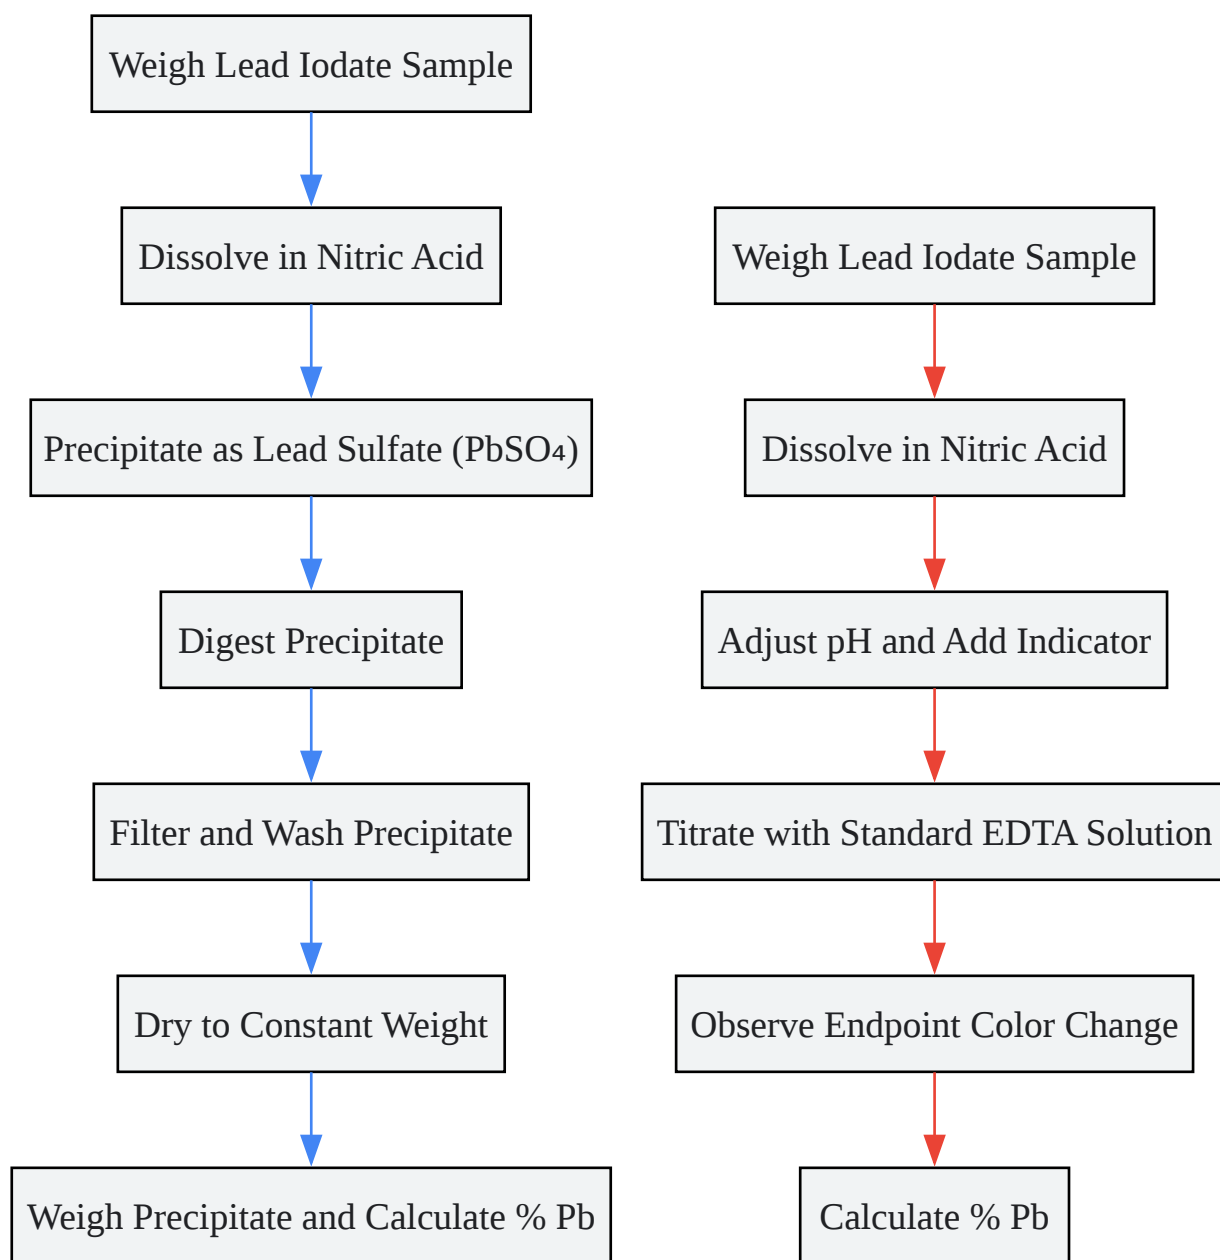 Weigh Lead Iodate Sample
Dissolve in Nitric Acid
Precipitate as Lead Sulfate (PbSO₄)
Digest Precipitate
Filter and Wash Precipitate
Dry to Constant Weight
Weigh Precipitate and Calculate % Pb
Weigh Lead Iodate Sample
Dissolve in Nitric Acid
Adjust pH and Add Indicator
Titrate with Standard EDTA Solution
Observe Endpoint Color Change
Calculate % Pb